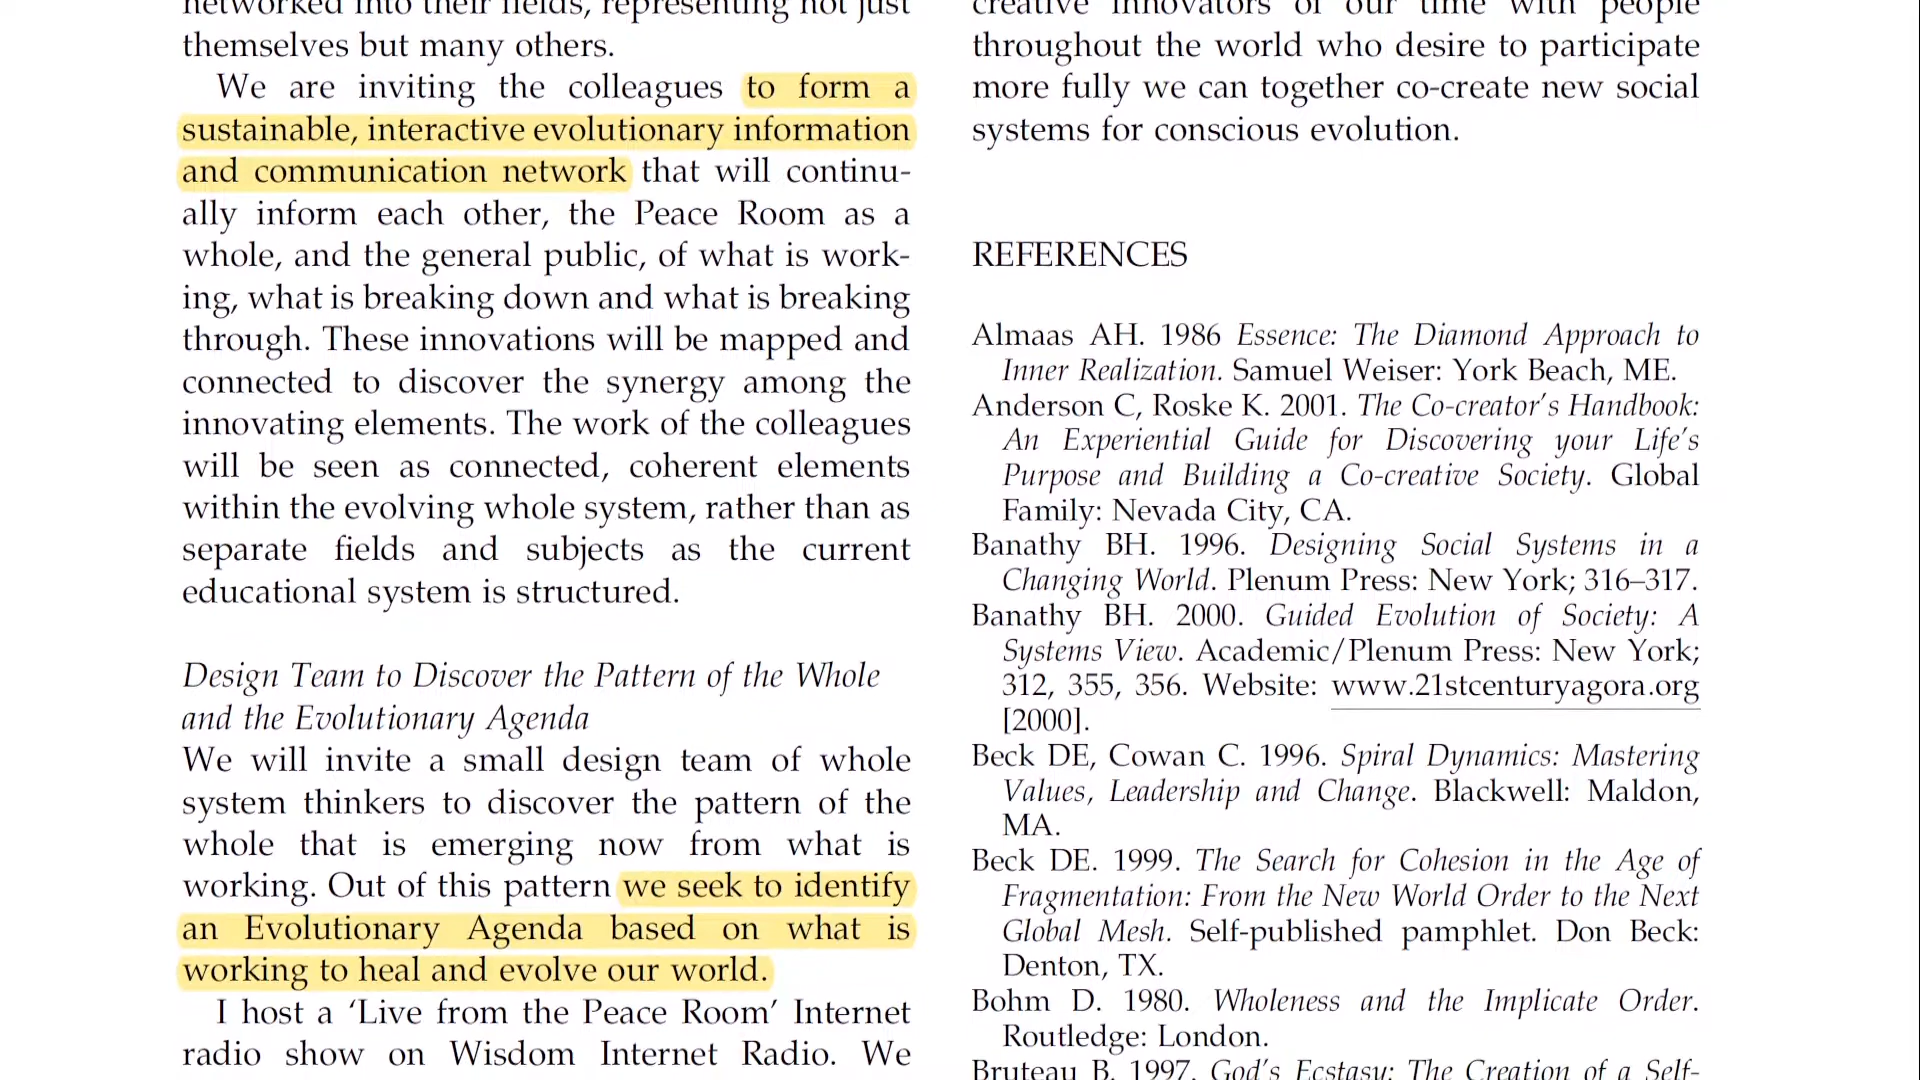 networked into their fields, representing not just
themselves but many others.
We are inviting the colleagues to form a
sustainable, interactive evolutionary information
and communication network that will continu-
ally inform each other, the Peace Room as a
whole, and the general public, of what is work-
ing, what is breaking down and what is breaking
through. These innovations will be mapped and
connected to discover the synergy among the
innovating elements. The work of the colleagues
will be seen as connected, coherent elements
within the evolving whole system, rather than as
separate fields and subjects as the current
educational system is structured.
Design Team to Discover the Pattern of the Whole
and the Evolutionary Agenda
We will invite a small design team of whole
system thinkers to discover the pattern of the
whole that is emerging now from what is
working. Out of this pattern we seek to identify
an Evolutionary Agenda based on what is
working to heal and evolve our world.
I host a ‘Live from the Peace Room’ Internet
radio show on Wisdom Internet Radio. We
creative innovators of our time with people
throughout the world who desire to participate
more fully we can together co-create new social
systems for conscious evolution.
REFERENCES
Almaas AH. 1986 Essence: The Diamond Approach to
Inner Realization. Samuel Weiser: York Beach, ME.
Anderson C, Roske K. 2001. The Co-creator’s Handbook:
An Experiential Guide for Discovering your Life’s
Purpose and Building a Co-creative Society. Global
Family: Nevada City, CA.
Banathy BH. 1996. Designing Social Systems in a
Changing World. Plenum Press: New York; 316–317.
Banathy BH. 2000. Guided Evolution of Society: A
Systems View. Academic/Plenum Press: New York;
312, 355, 356. Website: www.21stcenturyagora.org
[2000].
Beck DE, Cowan C. 1996. Spiral Dynamics: Mastering
Values, Leadership and Change. Blackwell: Maldon,
MA.
Beck DE. 1999. The Search for Cohesion in the Age of
Fragmentation: From the New World Order to the Next
Global Mesh. Self-published pamphlet. Don Beck:
Denton, TX.
Bohm D. 1980. Wholeness and the Implicate Order.
Routledge: London.
Bruteau B. 1997. God’s Ecstasy: The Creation of a Self-